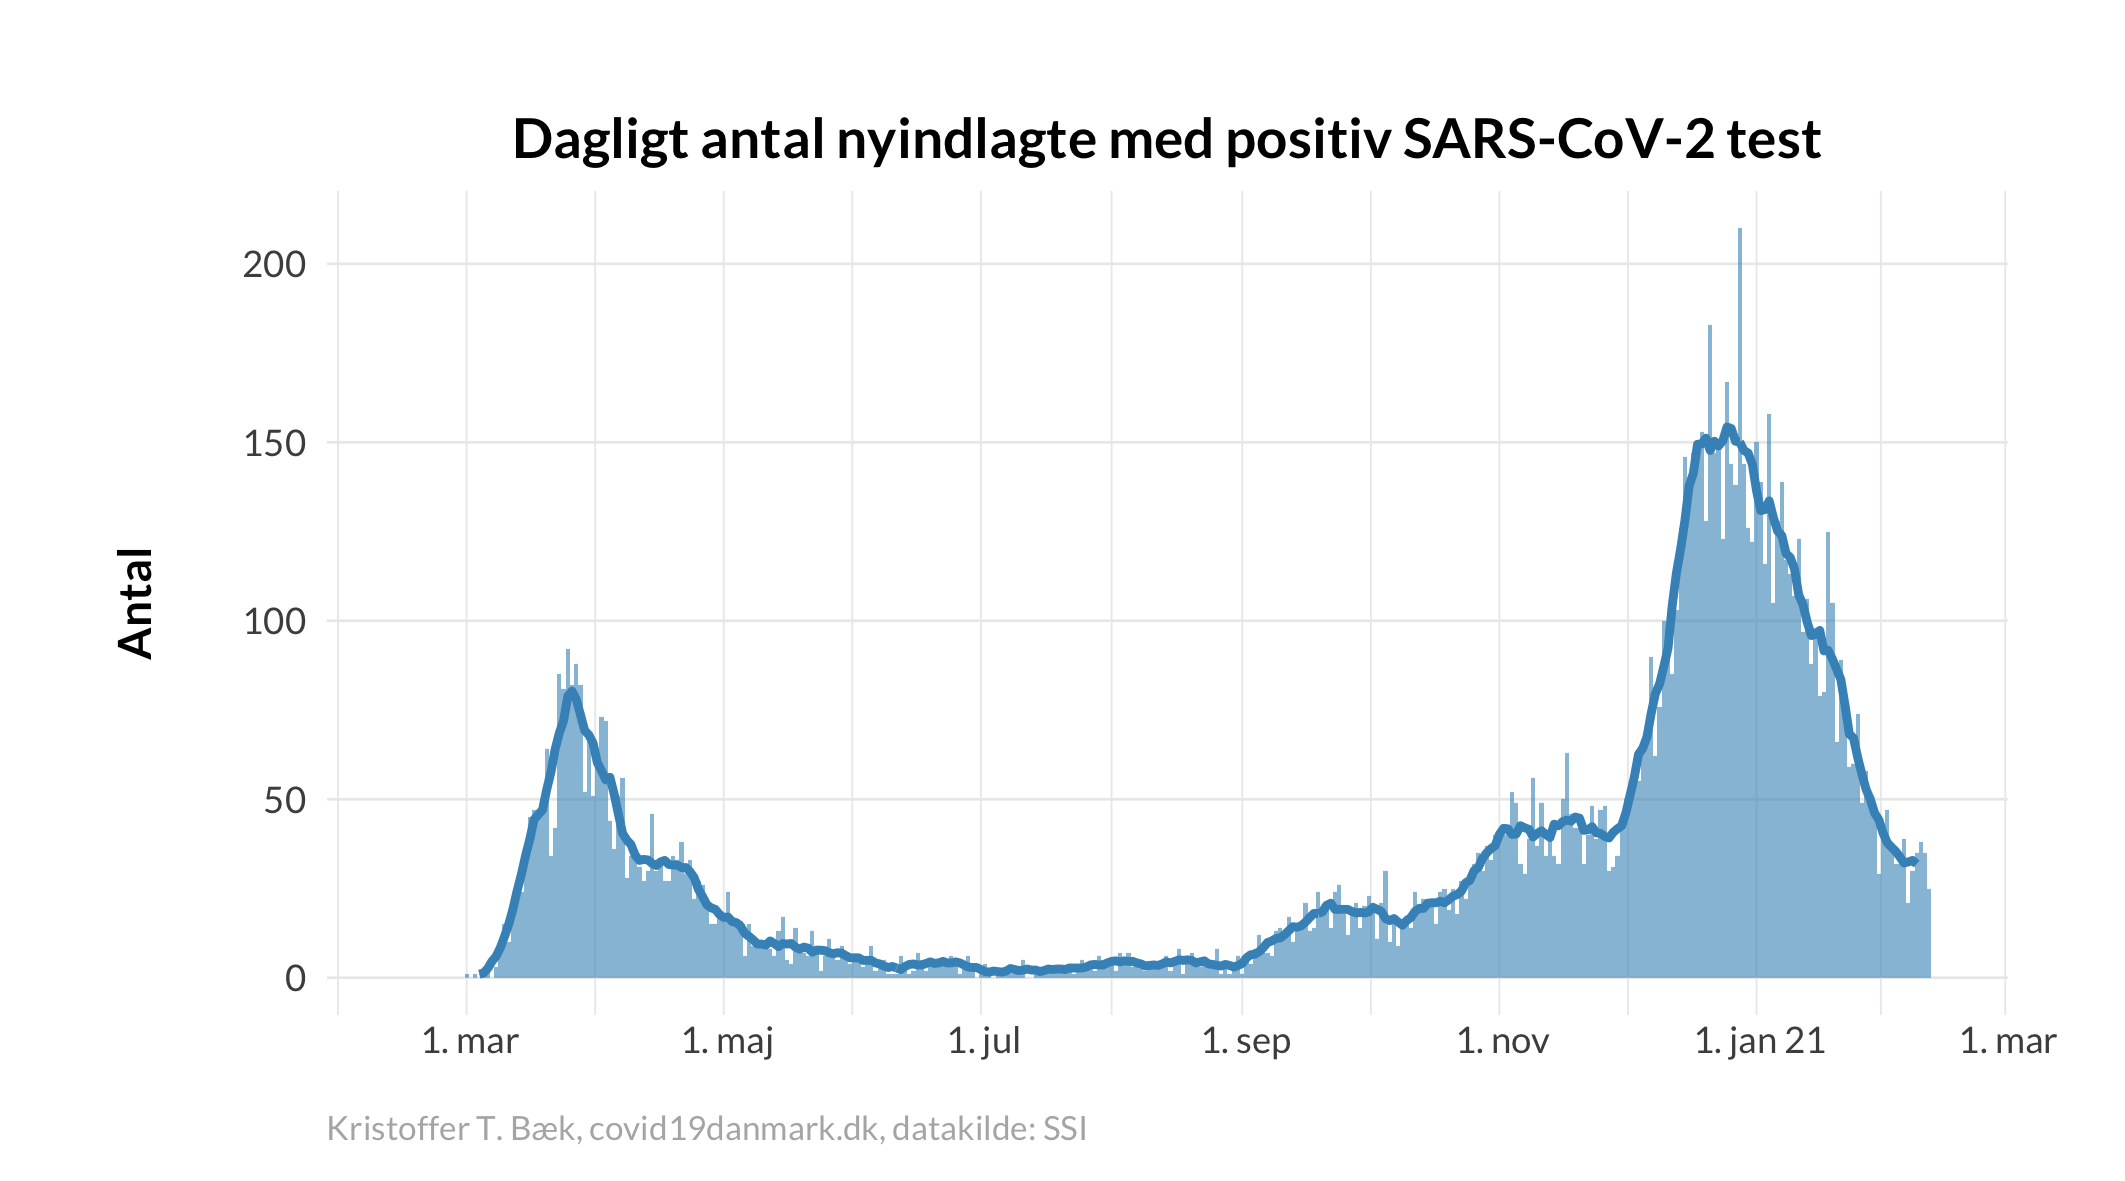 Dagligt antal nyindlagte med positiv SARS-CoV-2 test
Antal
200
150
100
50
0
1. mar 1. maj 1. jul 1. sep 1. nov 1. jan 21 1. mar
Kristoffer T. Bæk, covid19danmark.dk, datakilde: SSI